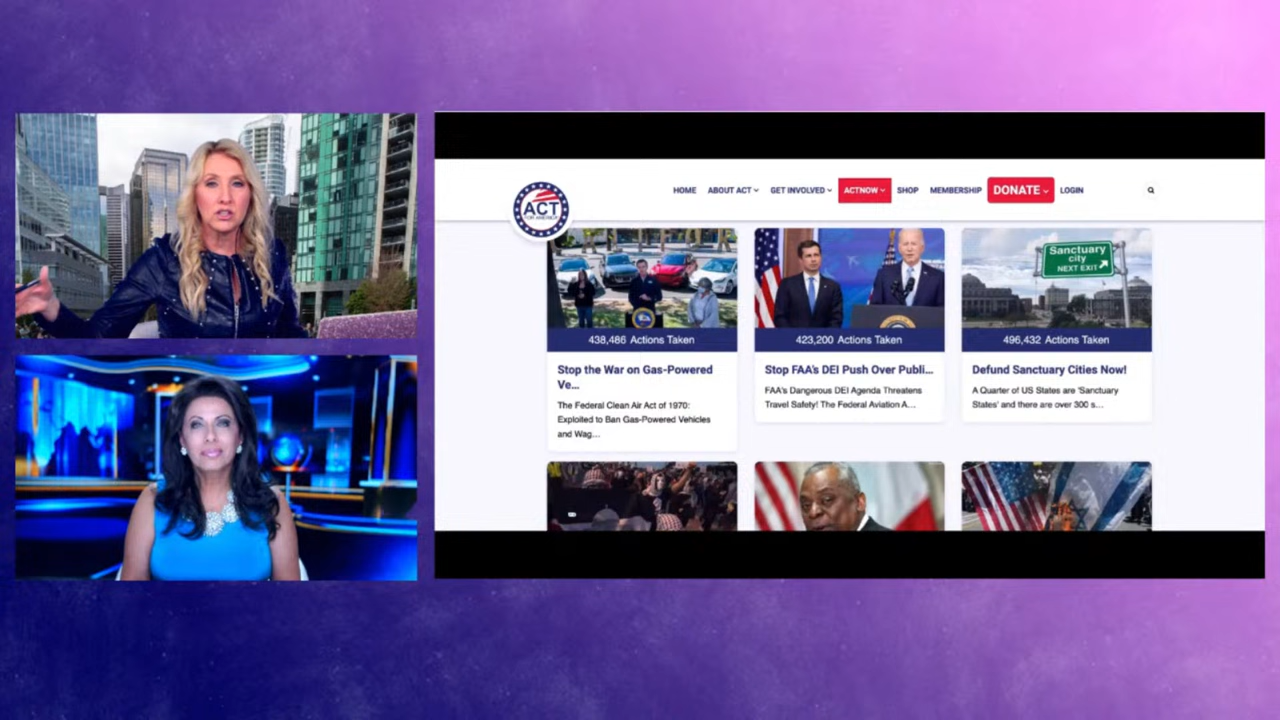 HOME ABOUT ACT GET INVOLVED ACTNOW SHOP MEMBERSHIP DONATE LOGIN
ACT
FOR AMERICA
Sanctuary
city
NEXT EXIT
438,486 Actions Taken
423,200 Actions Taken
496,432 Actions Taken
Stop the War on Gas-Powered
Ve...
The Federal Clean Air Act of 1970:
Exploited to Ban Gas-Powered Vehicles
and Wag...
Stop FAA's DEI Push Over Publi...
FAA's Dangerous DEI Agenda Threatens
Travel Safety! The Federal Aviation A...
Defund Sanctuary Cities Now!
A Quarter of US States are 'Sanctuary
States' and there are over 300 s...